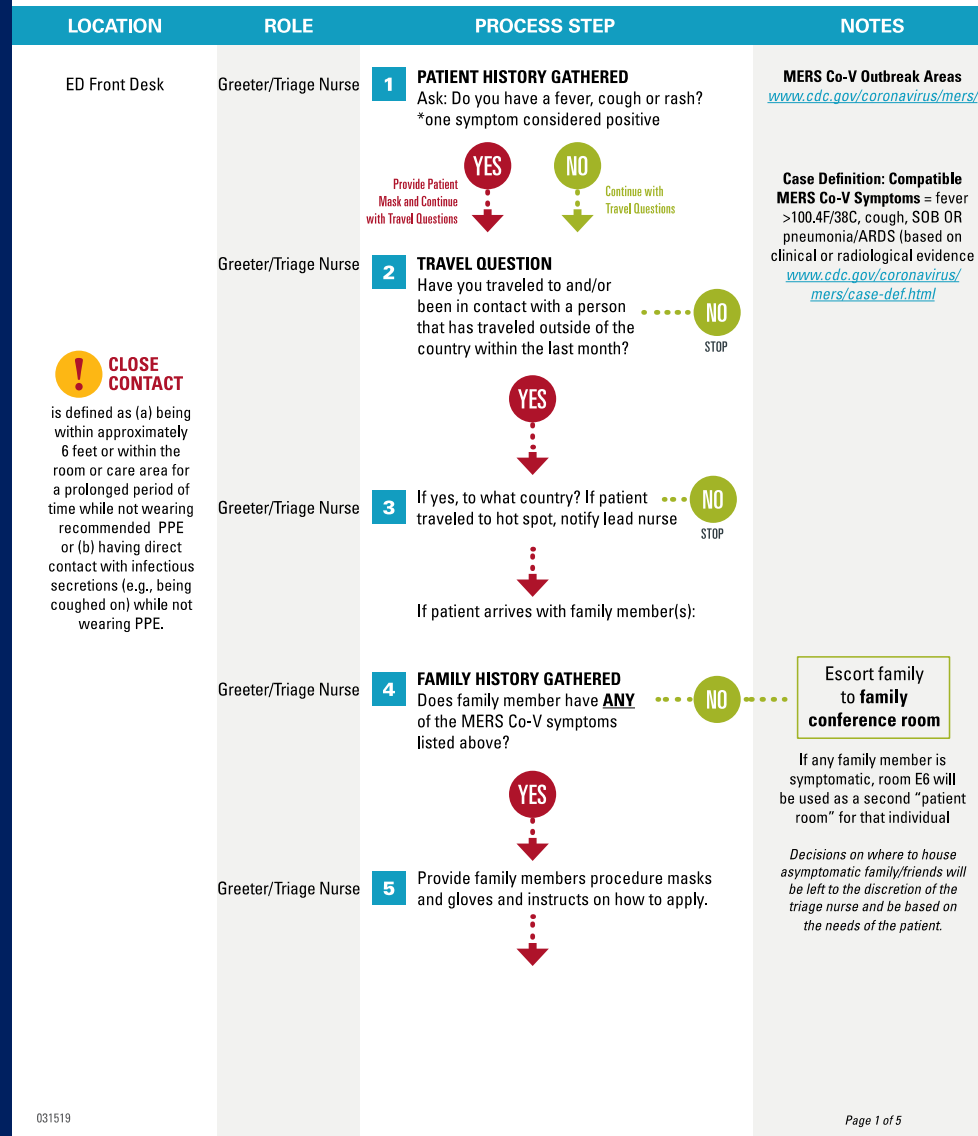 LOCATION
ROLE
PROCESS STEP
NOTES
ED Front Desk
Greeter/Triage Nurse
1
PATIENT HISTORY GATHERED
Ask: Do you have a fever, cough or rash?
*one symptom considered positive
MERS Co-V Outbreak Areas
www.cdc.gov/coronavirus/mers/
YES
NO
Provide Patient
Mask and Continue
with Travel Questions
Continue with
Travel Questions
Case Definition: Compatible
MERS Co-V Symptoms = fever
>100.4F/38C, cough, SOB OR
pneumonia/ARDS (based on
clinical or radiological evidence
www.cdc.gov/coronavirus/
mers/case-def.html
Greeter/Triage Nurse
2
TRAVEL QUESTION
Have you traveled to and/or
been in contact with a person
that has traveled outside of the
country within the last month?
NO
STOP
! CLOSE
CONTACT
is defined as (a) being
within approximately
6 feet or within the
room or care area for
a prolonged period of
time while not wearing
recommended PPE
or (b) having direct
contact with infectious
secretions (e.g., being
coughed on) while not
wearing PPE.
YES
Greeter/Triage Nurse
3
If yes, to what country? If patient
traveled to hot spot, notify lead nurse
NO
STOP
If patient arrives with family member(s):
Greeter/Triage Nurse
4
FAMILY HISTORY GATHERED
Does family member have ANY
of the MERS Co-V symptoms
listed above?
NO
Escort family
to family
conference room
If any family member is
symptomatic, room E6 will
be used as a second “patient
room” for that individual
YES
Decisions on where to house
asymptomatic family/friends will
be left to the discretion of the
triage nurse and be based on
the needs of the patient.
Greeter/Triage Nurse
5
Provide family members procedure masks
and gloves and instructs on how to apply.
031519
Page 1 of 5